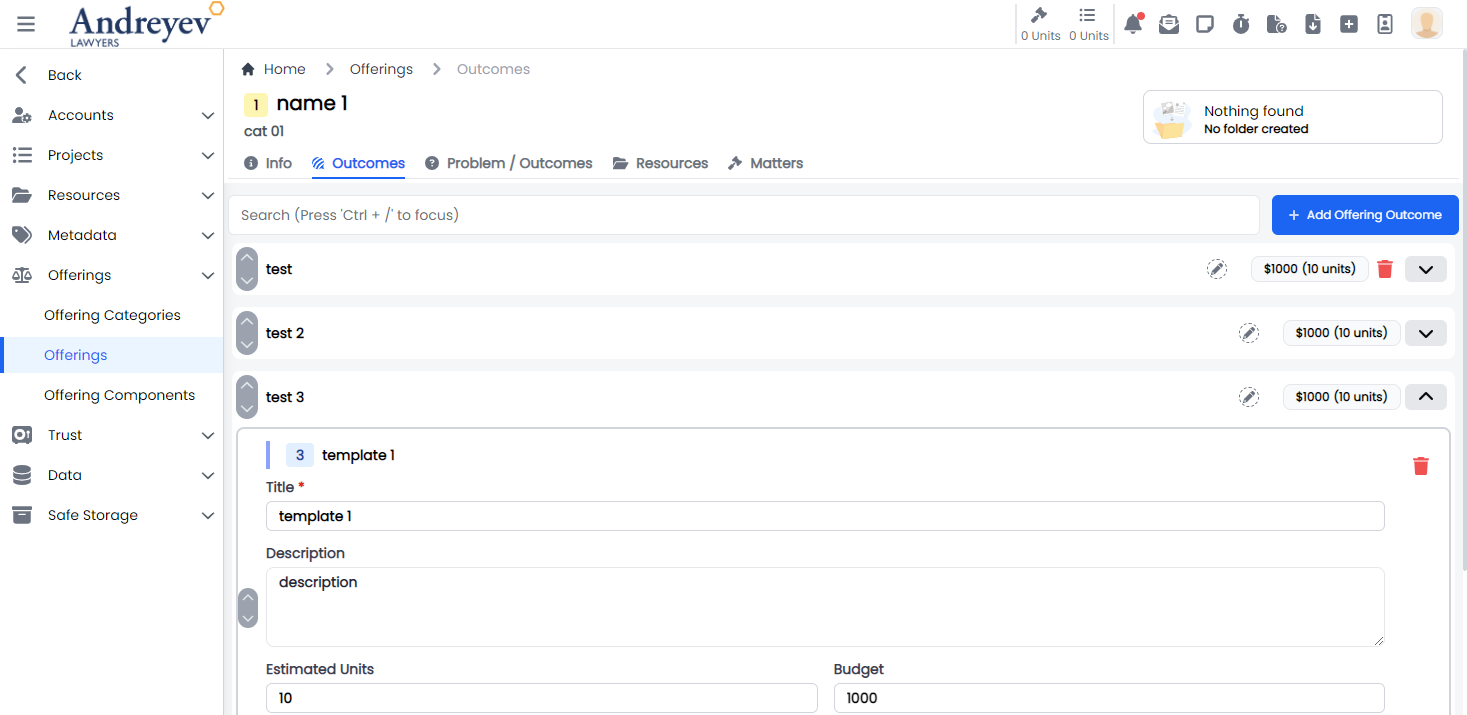 Andreyev
LAWYERS
0 Units
0 Units
Back
Accounts
Projects
Resources
Metadata
Offerings
Offering Categories
Offerings
Offering Components
Trust
Data
Safe Storage
Home > Offerings > Outcomes
1 name 1
cat 01
Nothing found
No folder created
Info
Outcomes
Problem / Outcomes
Resources
Matters
Search (Press 'Ctrl + /' to focus)
+ Add Offering Outcome
test
$1000 (10 units)
test 2
$1000 (10 units)
test 3
$1000 (10 units)
3 template 1
Title *
template 1
Description
description
Estimated Units
Budget
10
1000